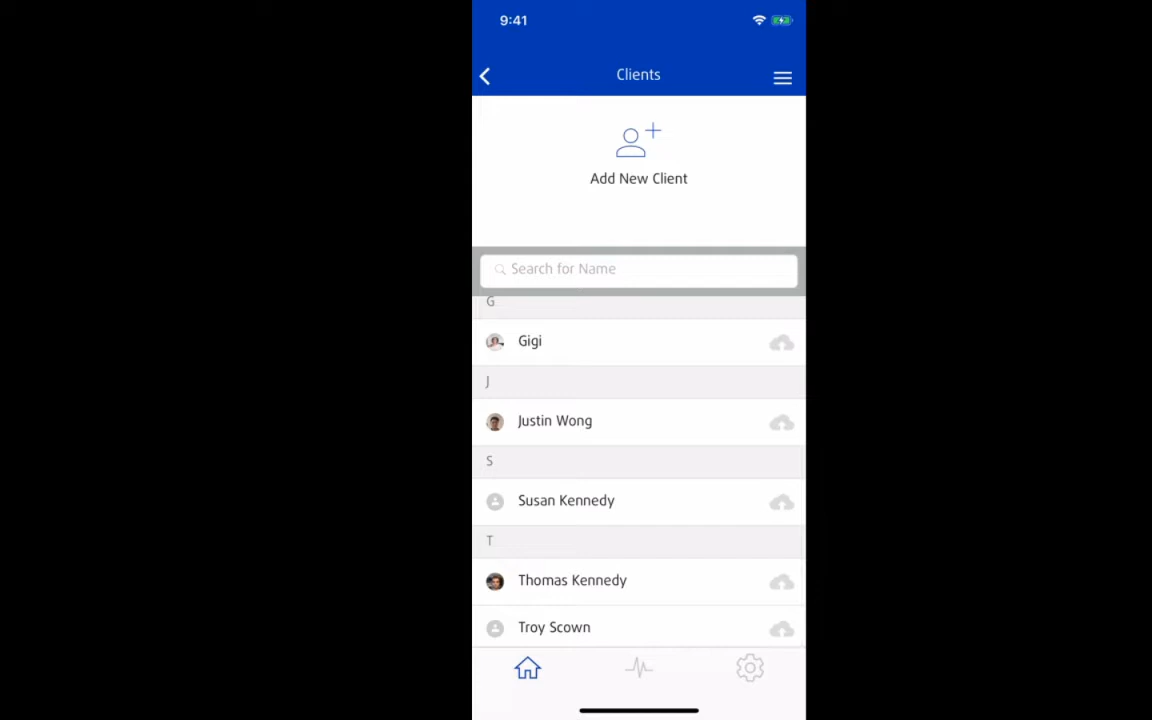 9:41
Clients
Add New Client
Search for Name
G
Gigi
J
Justin Wong
S
Susan Kennedy
T
Thomas Kennedy
Troy Scown